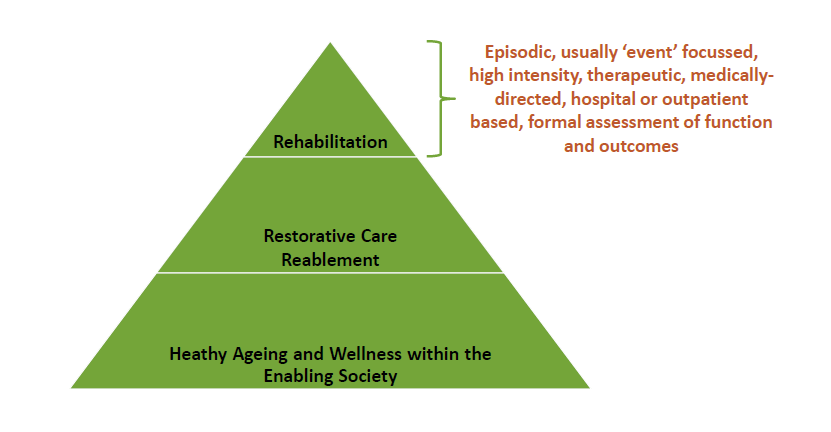 Episodic, usually ‘event’ focussed,
high intensity, therapeutic, medically-
directed, hospital or outpatient
based, formal assessment of function
and outcomes
Rehabilitation
Restorative Care
Reablement
Heathy Ageing and Wellness within the
Enabling Society